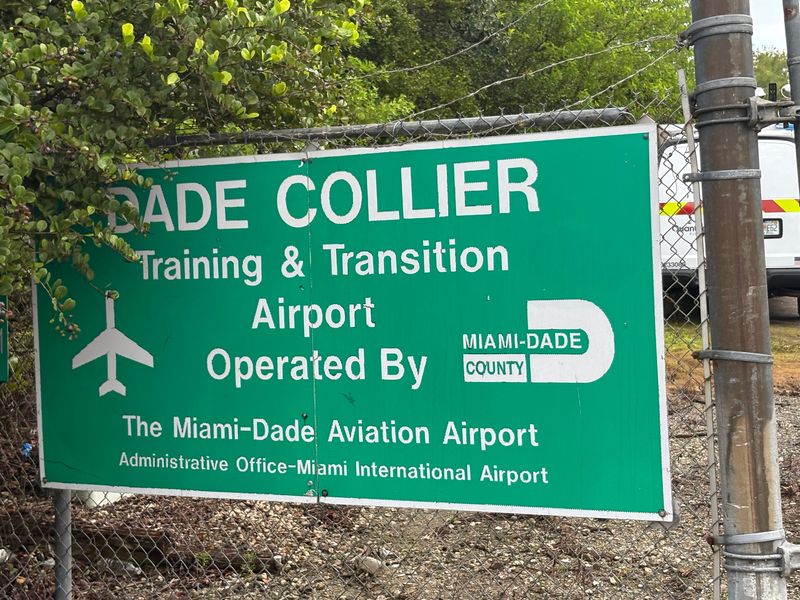 DADE COLLIER
Training & Transition
Airport
Operated By
MIAMI-DADE
COUNTY
The Miami-Dade Aviation Airport
Administrative Office-Miami International Airport